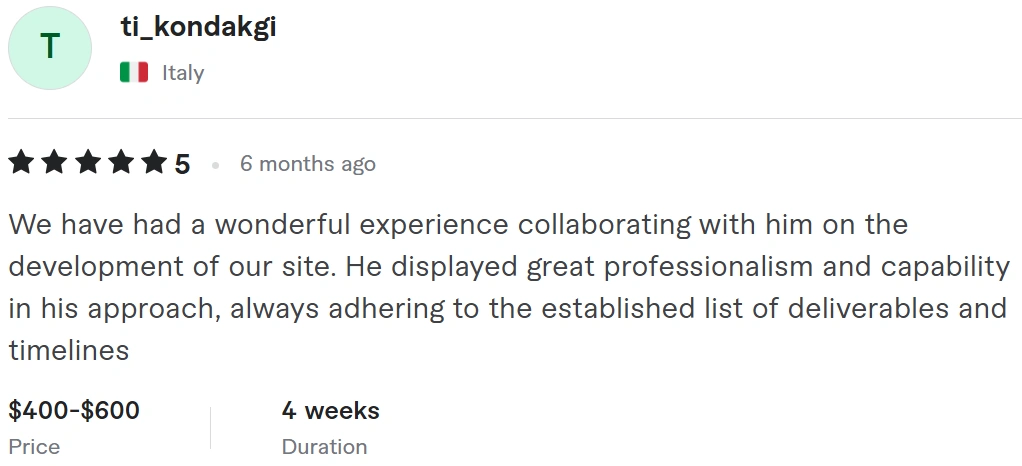 T
ti_kondakgi
Italy
5 • 6 months ago
We have had a wonderful experience collaborating with him on the
development of our site. He displayed great professionalism and capability
in his approach, always adhering to the established list of deliverables and
timelines
$400-$600
Price
4 weeks
Duration